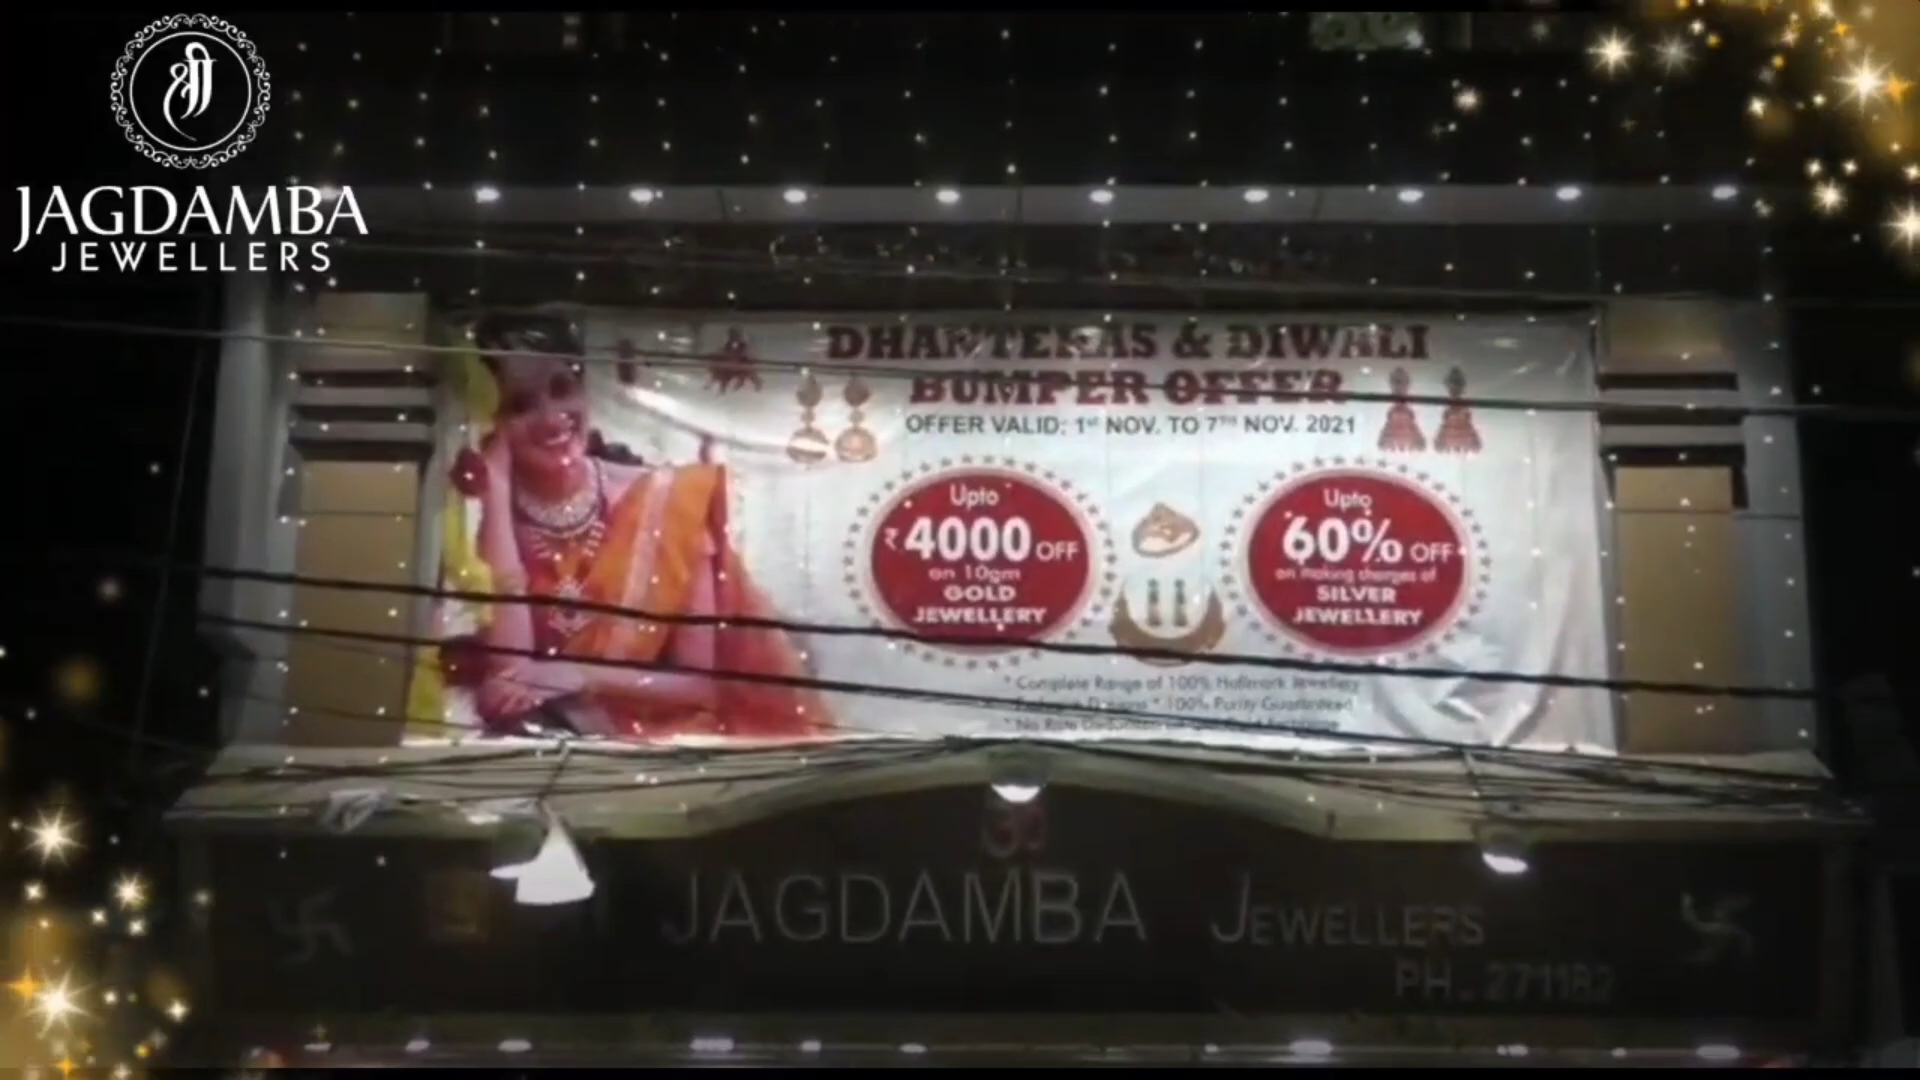 श्री
JAGDAMBA
JEWELLERS
DHANTERAS & DIWALI
BUMPER OFFER
OFFER VALID: 1st NOV. TO 7TH NOV. 2021
Upto
₹4000 OFF
on 10gm
GOLD
JEWELLERY
Upto
60% OFF
on making charges of
SILVER
JEWELLERY
* Complete Range of 100% Hallmark Jewellery
* 100% Purity Guaranteed
* No Rate
JAGDAMBA JEWELLERS
PH. 271182